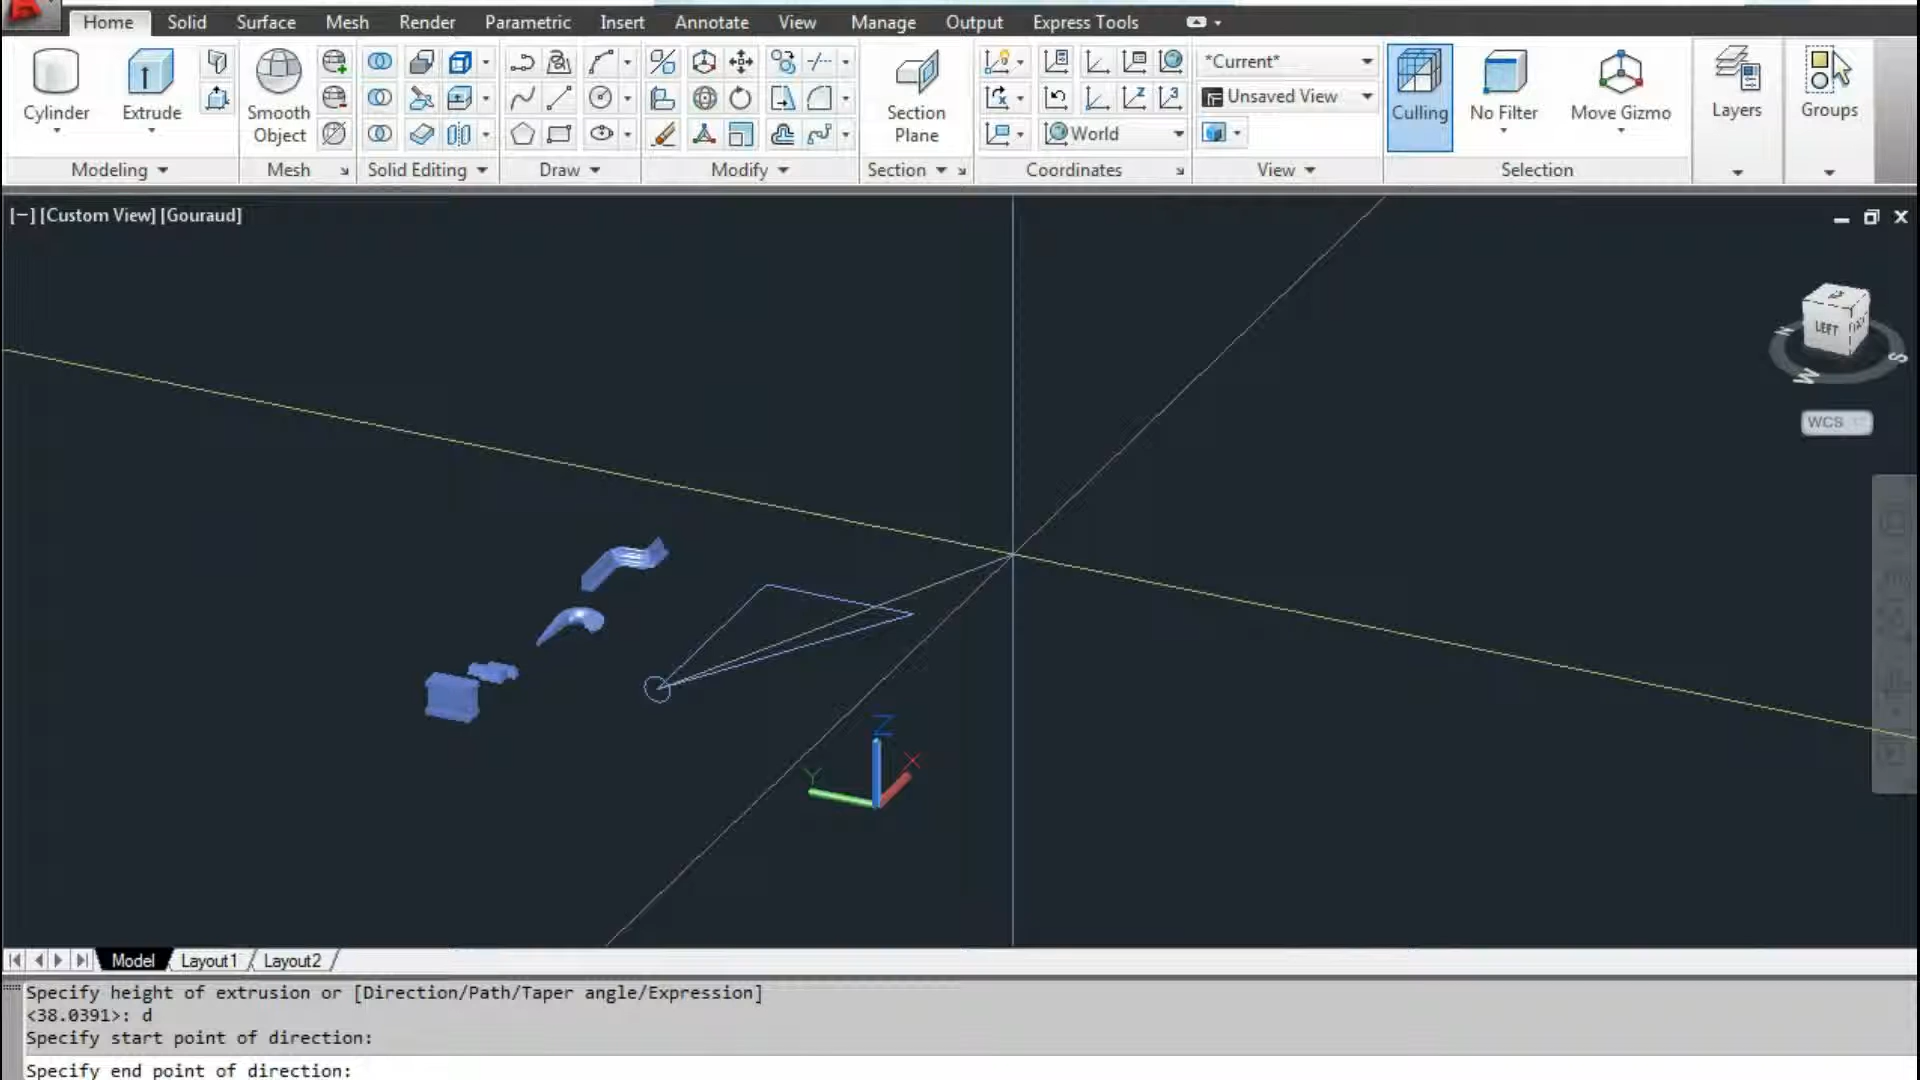 Home Solid Surface Mesh Render Parametric Insert Annotate View Manage Output Express Tools
Cylinder
Extrude
Smooth
Object
Section
Plane
*Current*
Unsaved View
World
Culling
No Filter
Move Gizmo
Layers
Groups
Modeling Mesh Solid Editing Draw Modify Section Coordinates View Selection
[−] [Custom View] [Gouraud]
LEFT
N
S
W
WCS
Z
X
Y
Model Layout1 Layout2
Specify height of extrusion or [Direction/Path/Taper angle/Expression]
<38.0391>: d
Specify start point of direction:
Specify end point of direction: